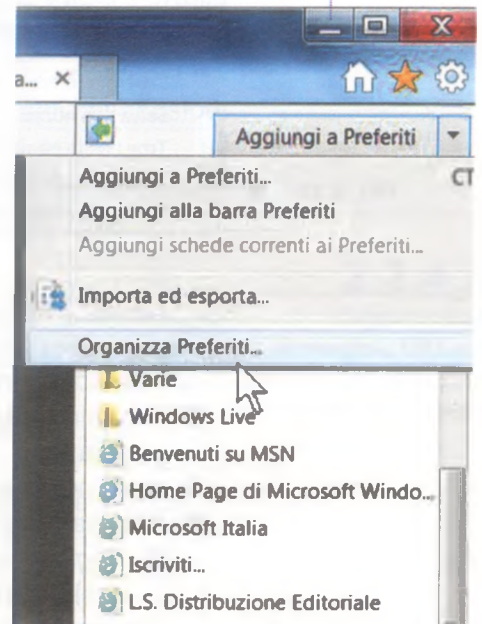 a...
Aggiungi a Preferiti
Aggiungi a Preferiti... CT
Aggiungi alla barra Preferiti
Aggiungi schede correnti ai Preferiti...
Importa ed esporta...
Organizza Preferiti...
Varie
Windows Live
Benvenuti su MSN
Home Page di Microsoft Windo...
Microsoft Italia
Iscriviti...
L.S. Distribuzione Editoriale